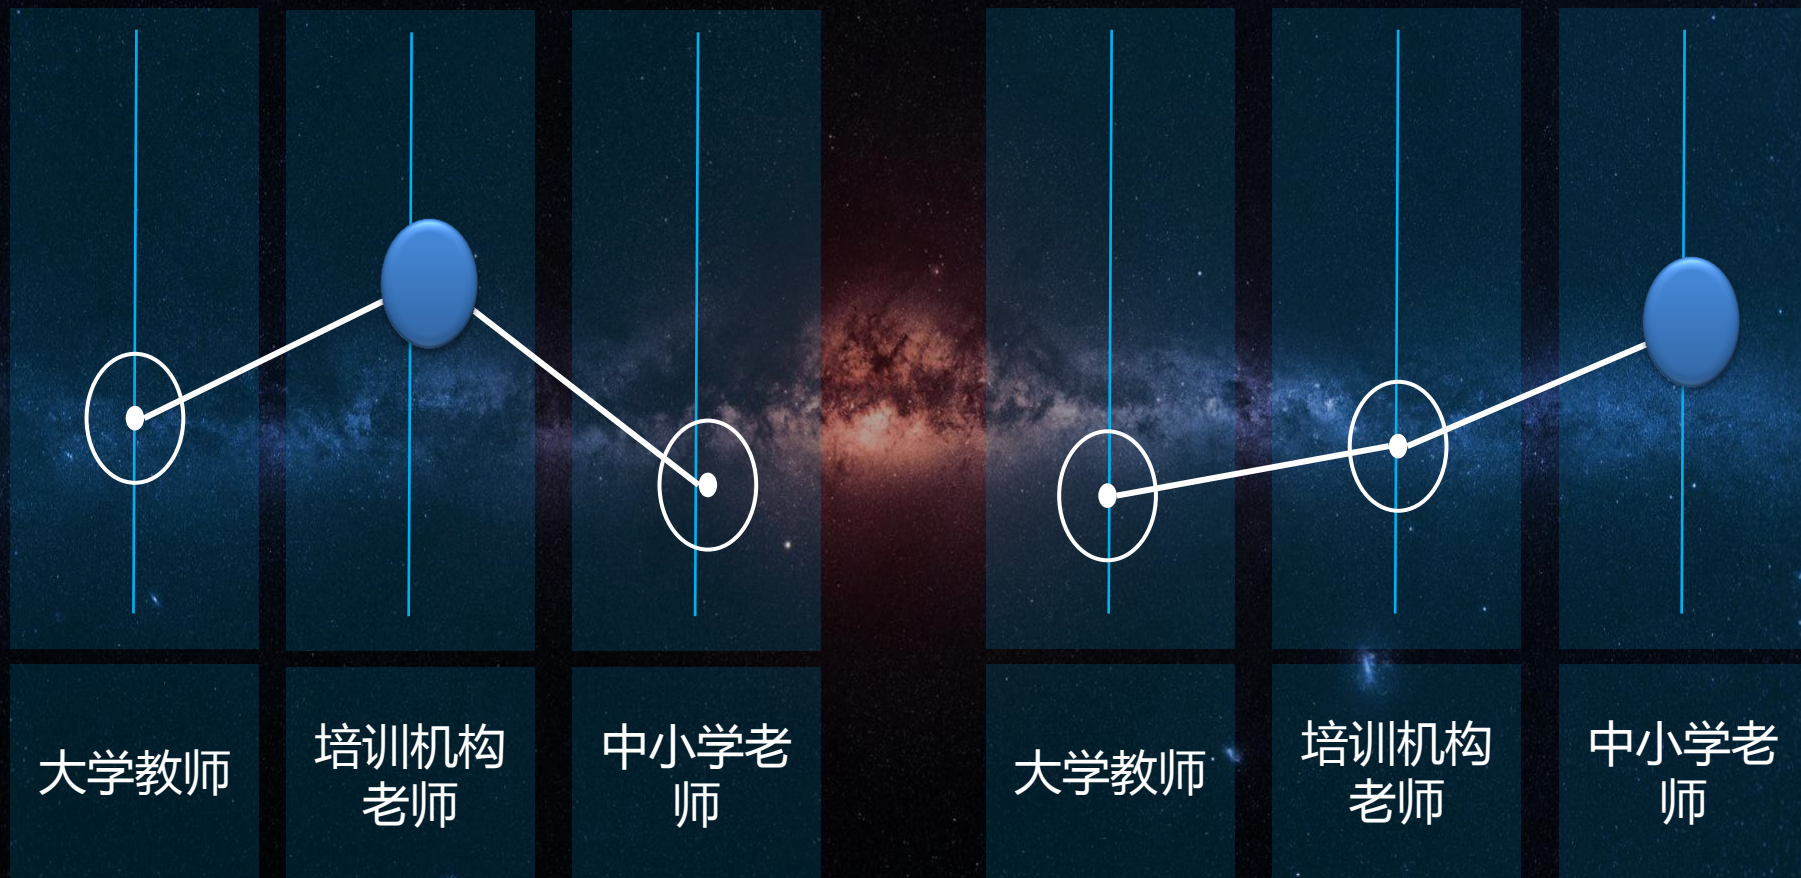 大学教师
培训机构
老师
中小学老
师
大学教师
培训机构
老师
中小学老
师